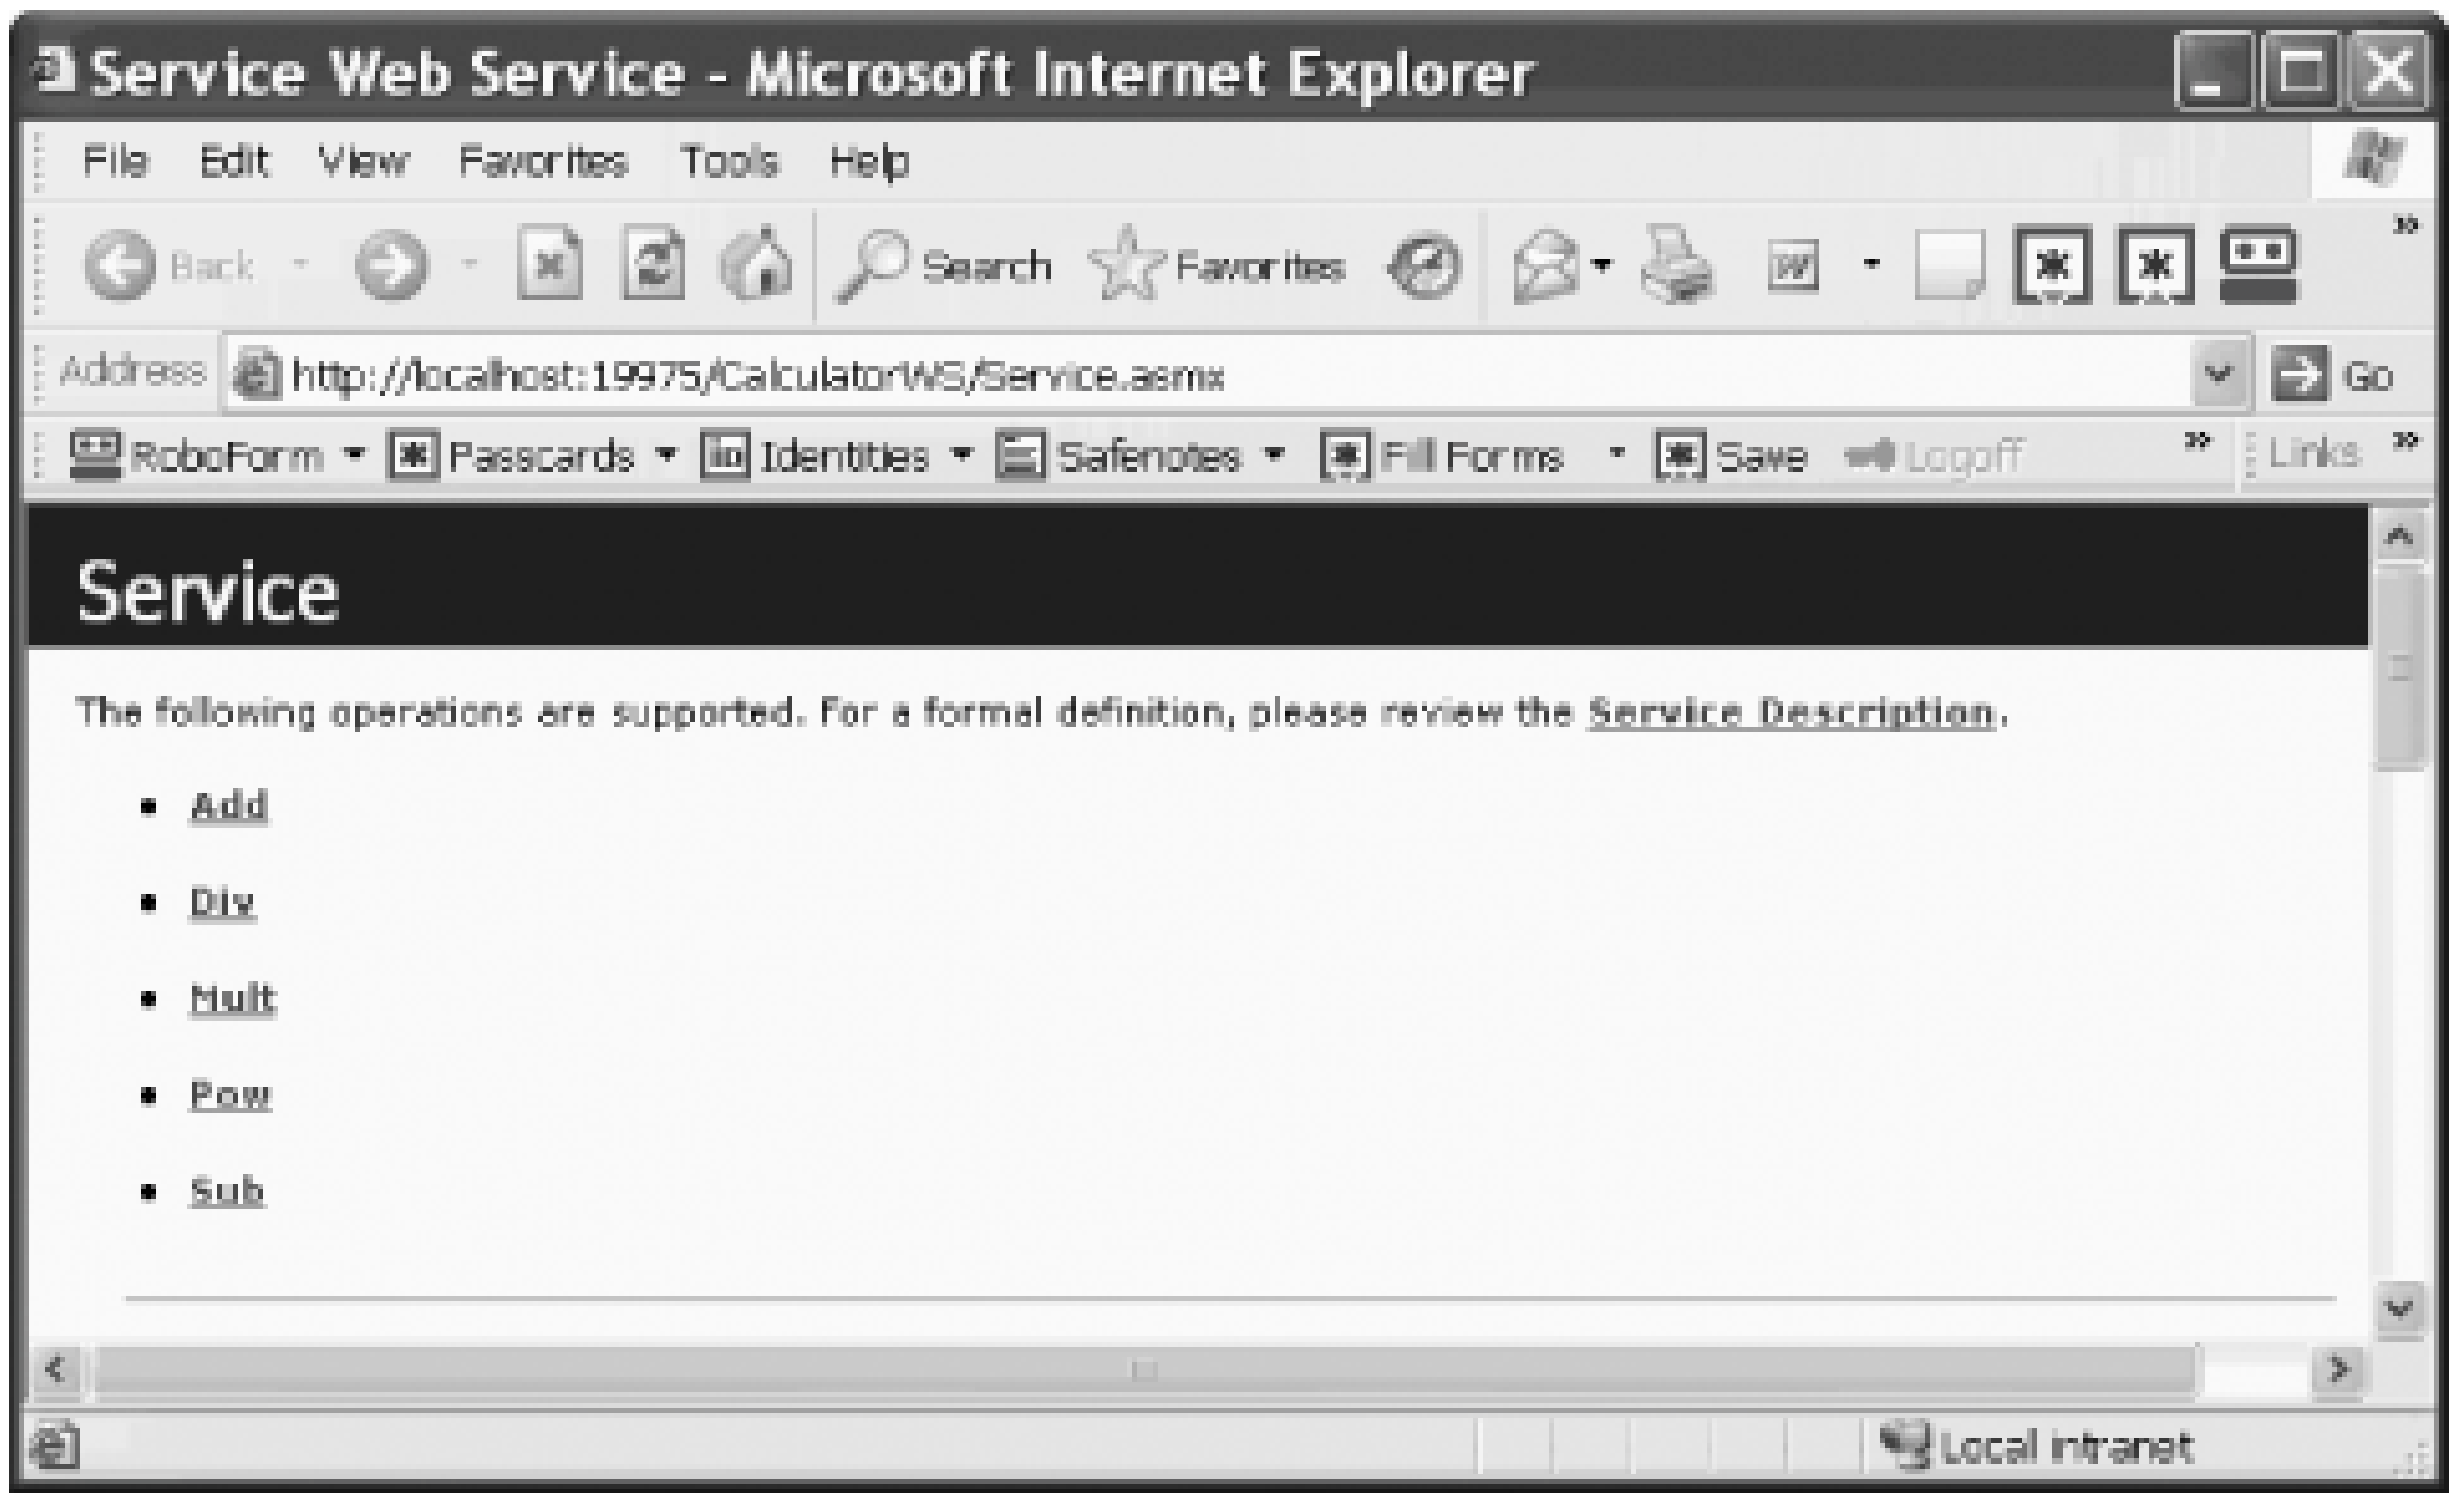 Service Web Service - Microsoft Internet Explorer
File Edit View Favorites Tools Help
Back Search Favorites
Address http://localhost:19975/CalculatorWS/Service.asmx Go
RoboForm Passcards Identities Safenotes Fill Forms Save Logoff » Links »
Service
The following operations are supported. For a formal definition, please review the Service Description.
• Add
• Div
• Mult
• Pow
• Sub
Local intranet